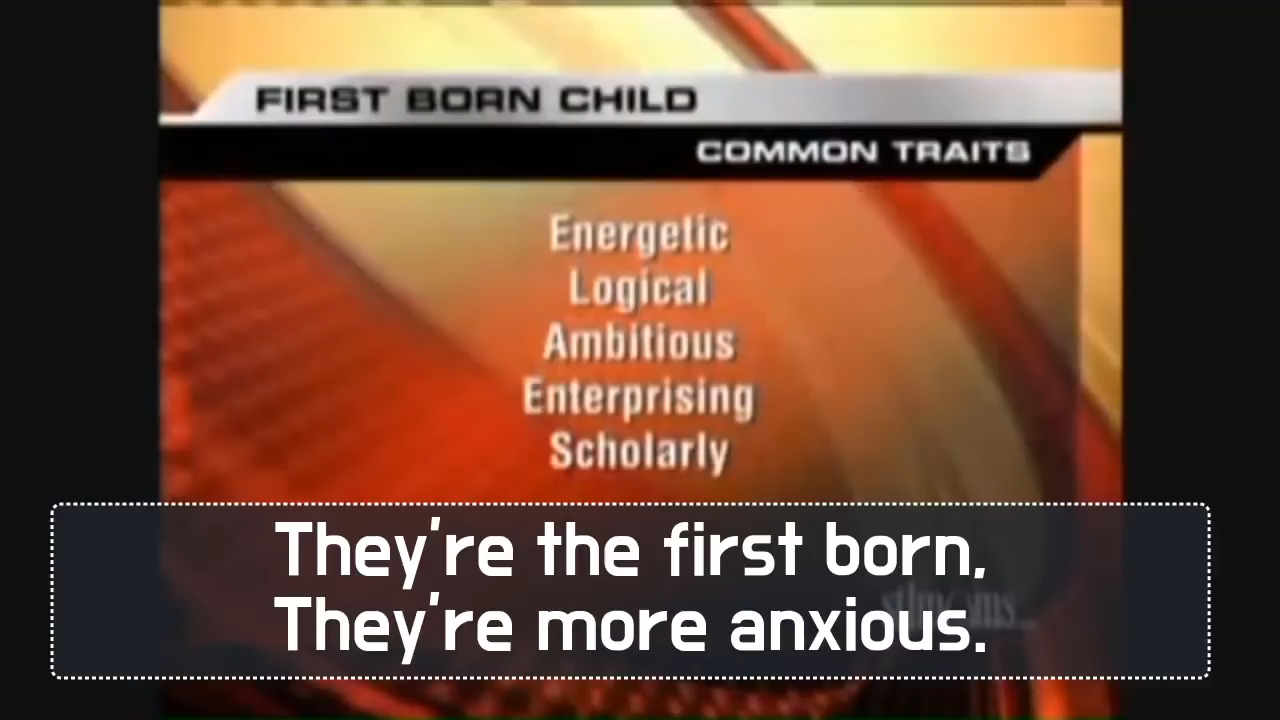 FIRST BORN CHILD
COMMON TRAITS
Energetic
Logical
Ambitious
Enterprising
Scholarly
They're the first born,
They're more anxious.